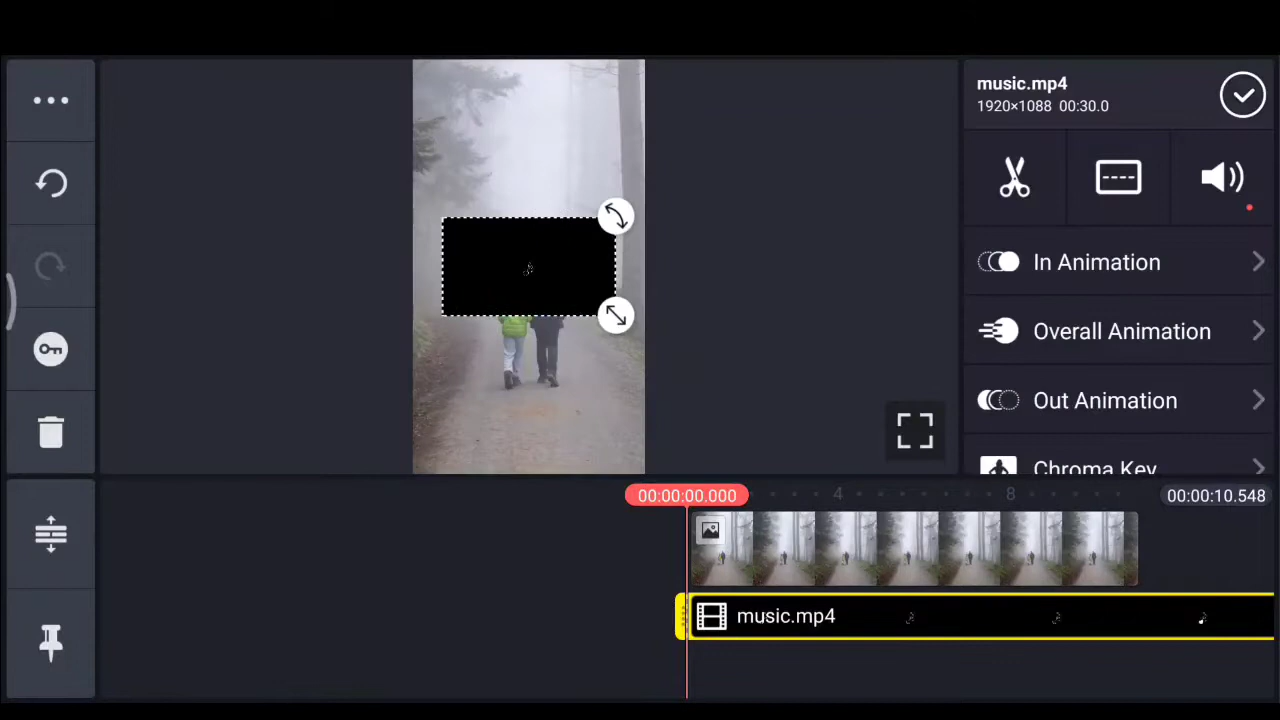 music.mp4
1920×1088 00:30.0
In Animation
Overall Animation
Out Animation
Chroma Key
00:00:00.000
4
8
00:00:10.548
music.mp4